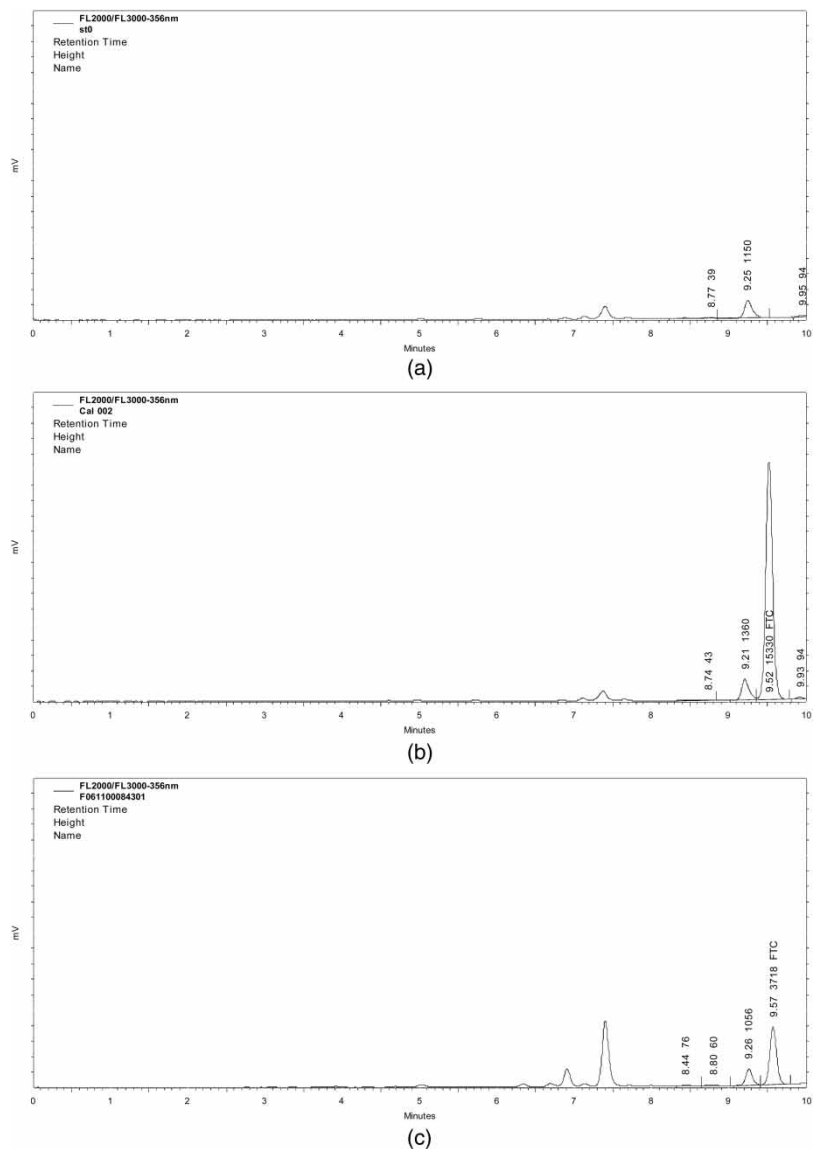 FL2000/FL3000-356nm
st0
Retention Time
Height
Name
mV
8.77 39
9.25 1150
9.95 94
0 1 2 3 4 5 6 7 8 9 10
Minutes
(a)
FL2000/FL3000-356nm
Cal 002
Retention Time
Height
Name
mV
8.74 43
9.21 1360
9.52 15330 FTC
9.93 94
0 1 2 3 4 5 6 7 8 9 10
Minutes
(b)
FL2000/FL3000-356nm
F061100084301
Retention Time
Height
Name
mV
8.44 76
8.80 60
9.26 1056
9.57 3718 FTC
0 1 2 3 4 5 6 7 8 9 10
Minutes
(c)